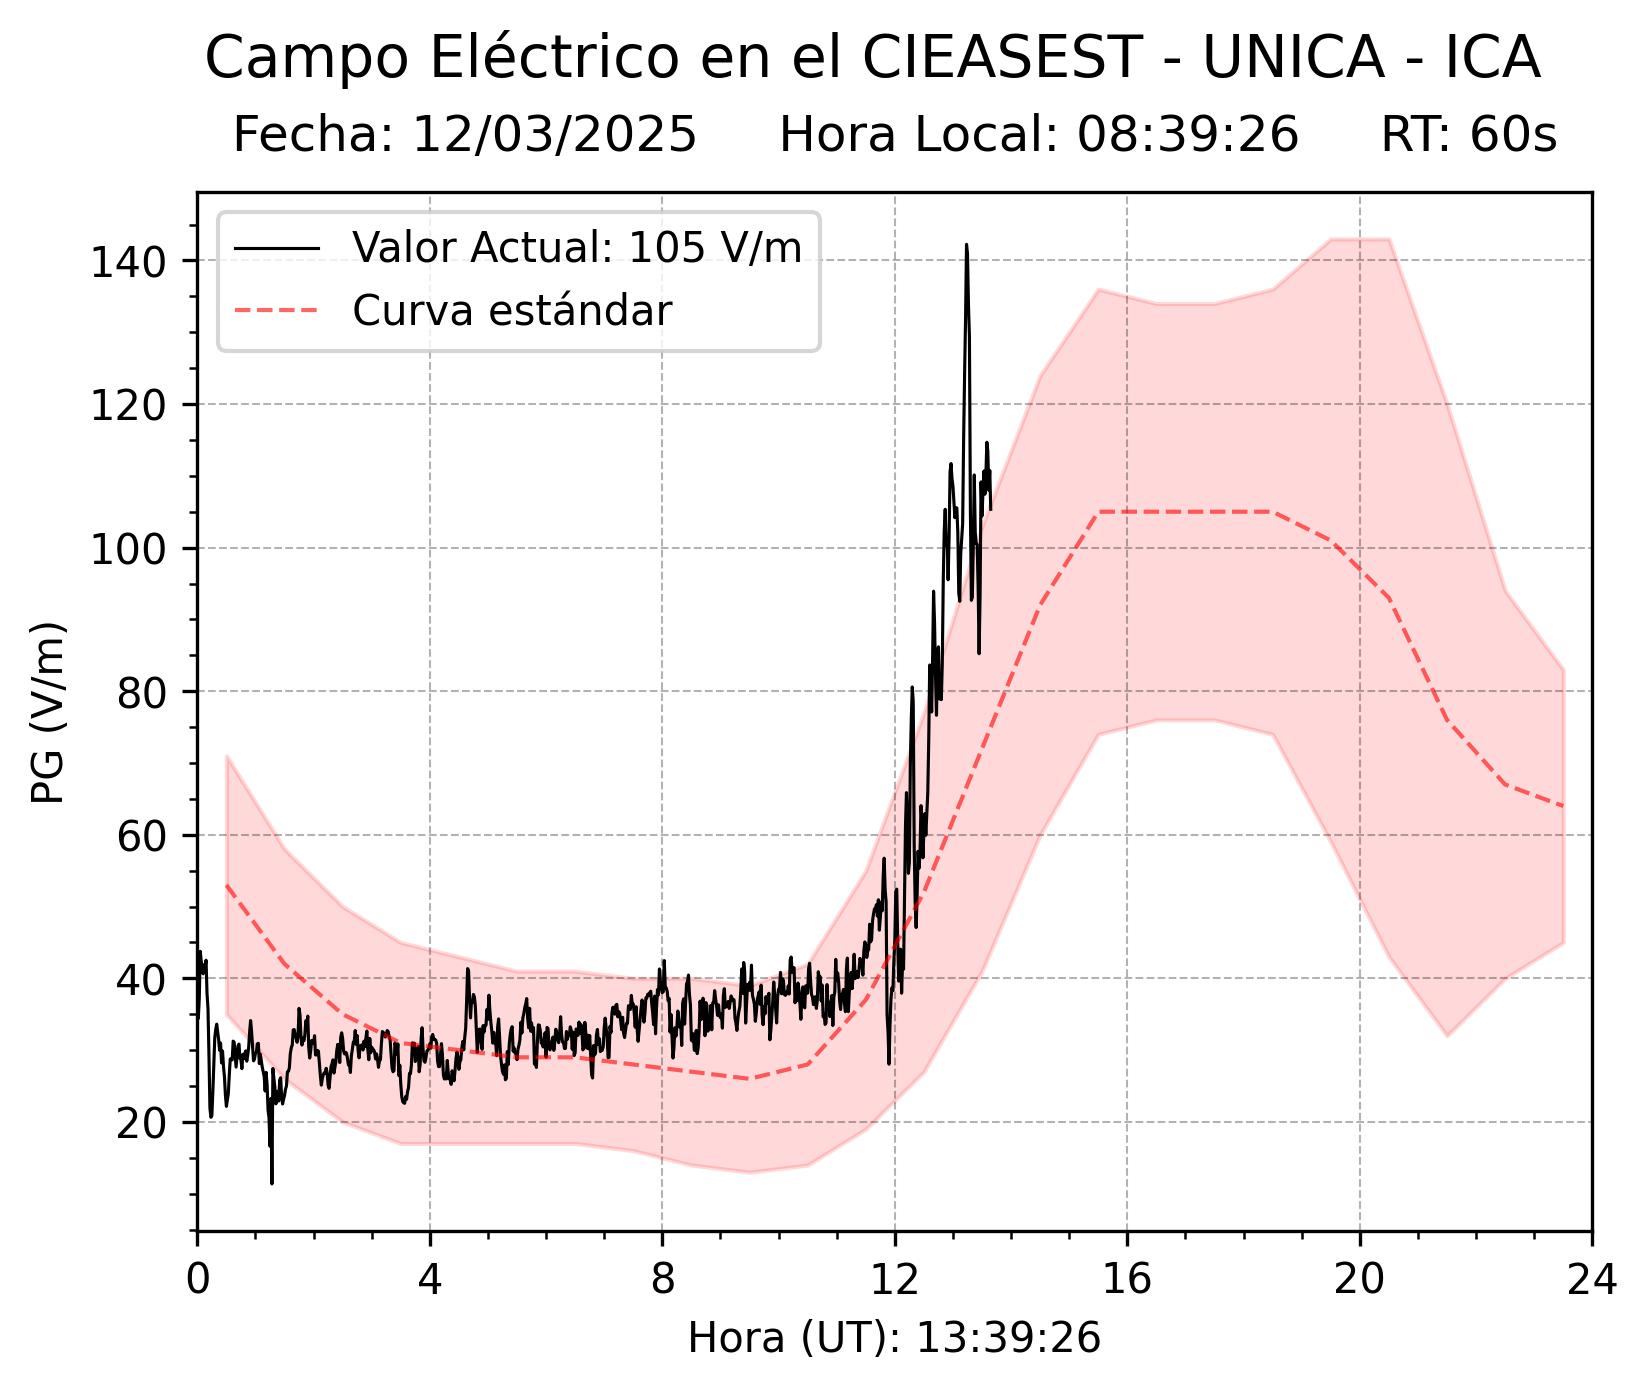 Campo Eléctrico en el CIEASEST - UNICA - ICA
Fecha: 12/03/2025 Hora Local: 08:39:26 RT: 60s
Valor Actual: 105 V/m
Curva estándar
140
120
100
80
60
40
20
PG (V/m)
0 4 8 12 16 20 24
Hora (UT): 13:39:26